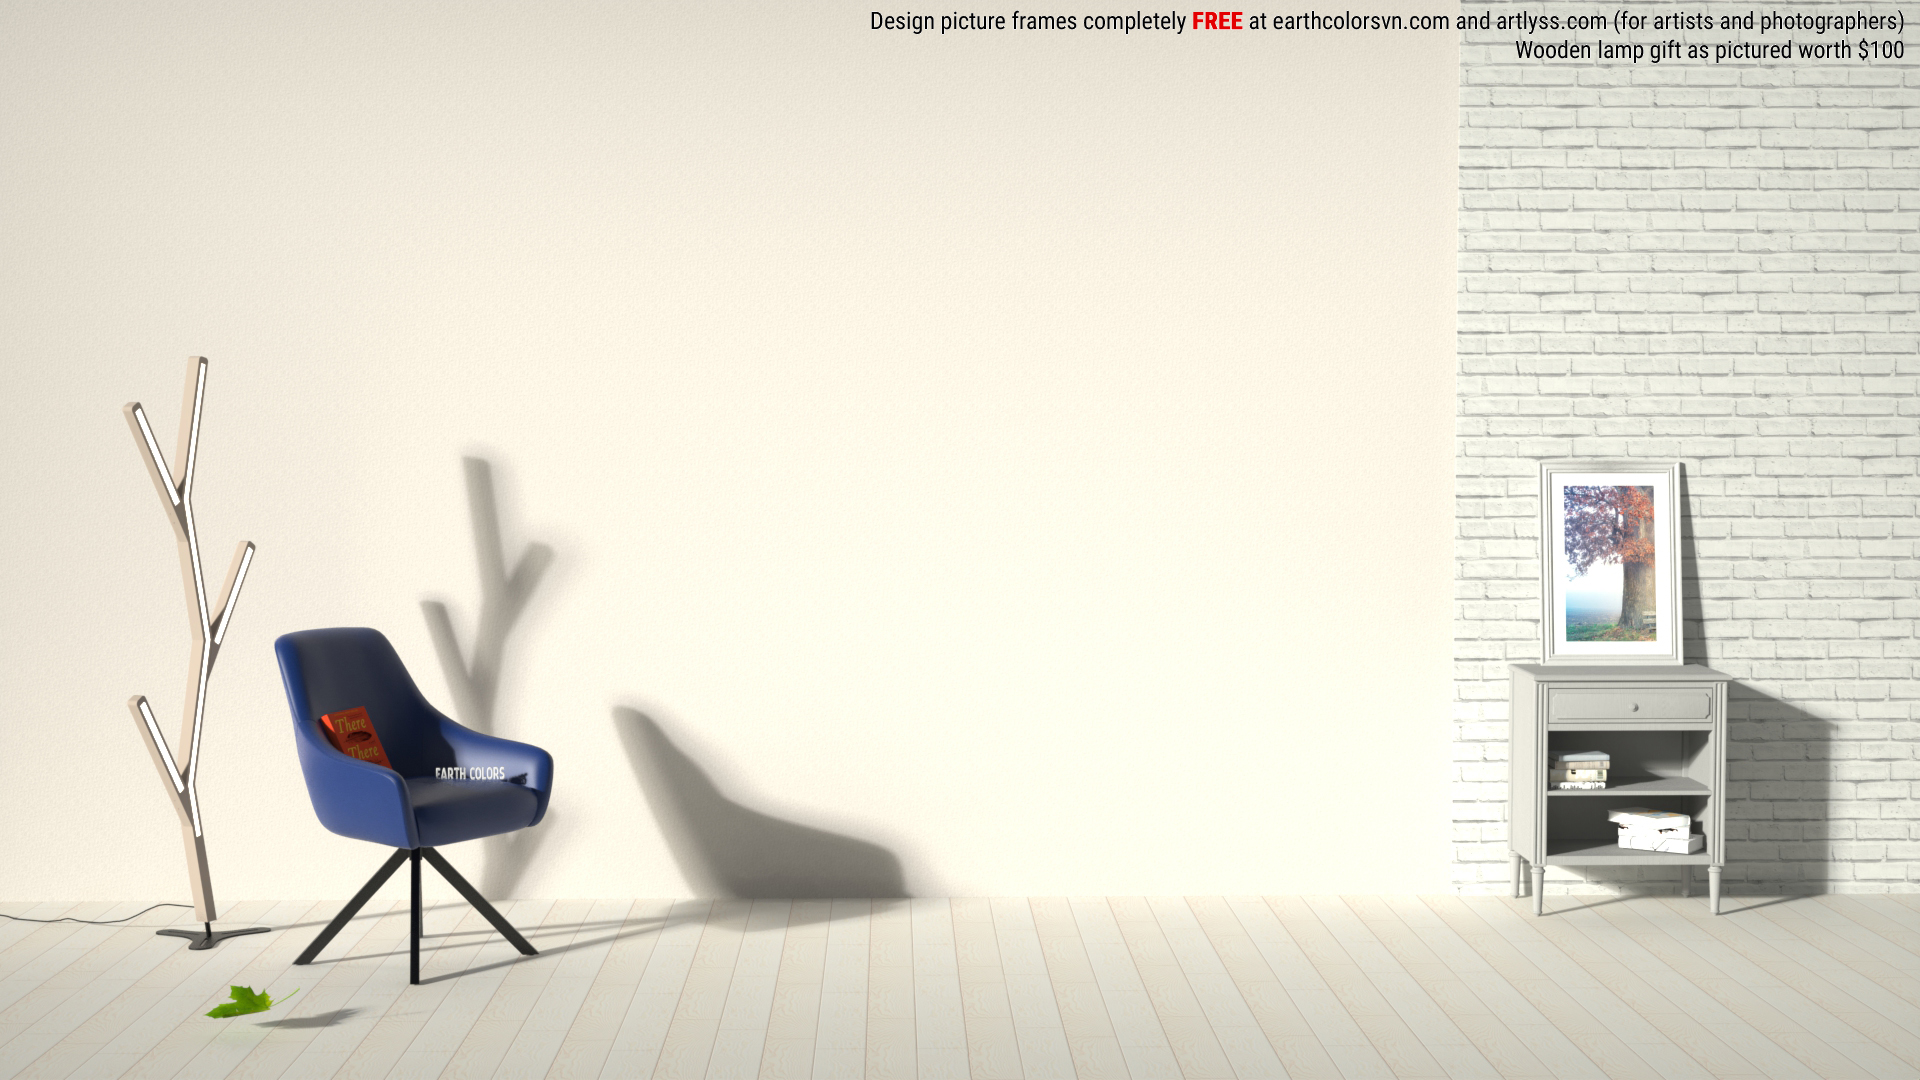 Design picture frames completely FREE at earthcolorsvn.com and artlyss.com (for artists and photographers)
Wooden lamp gift as pictured worth $100
There
There
EARTH COLORS